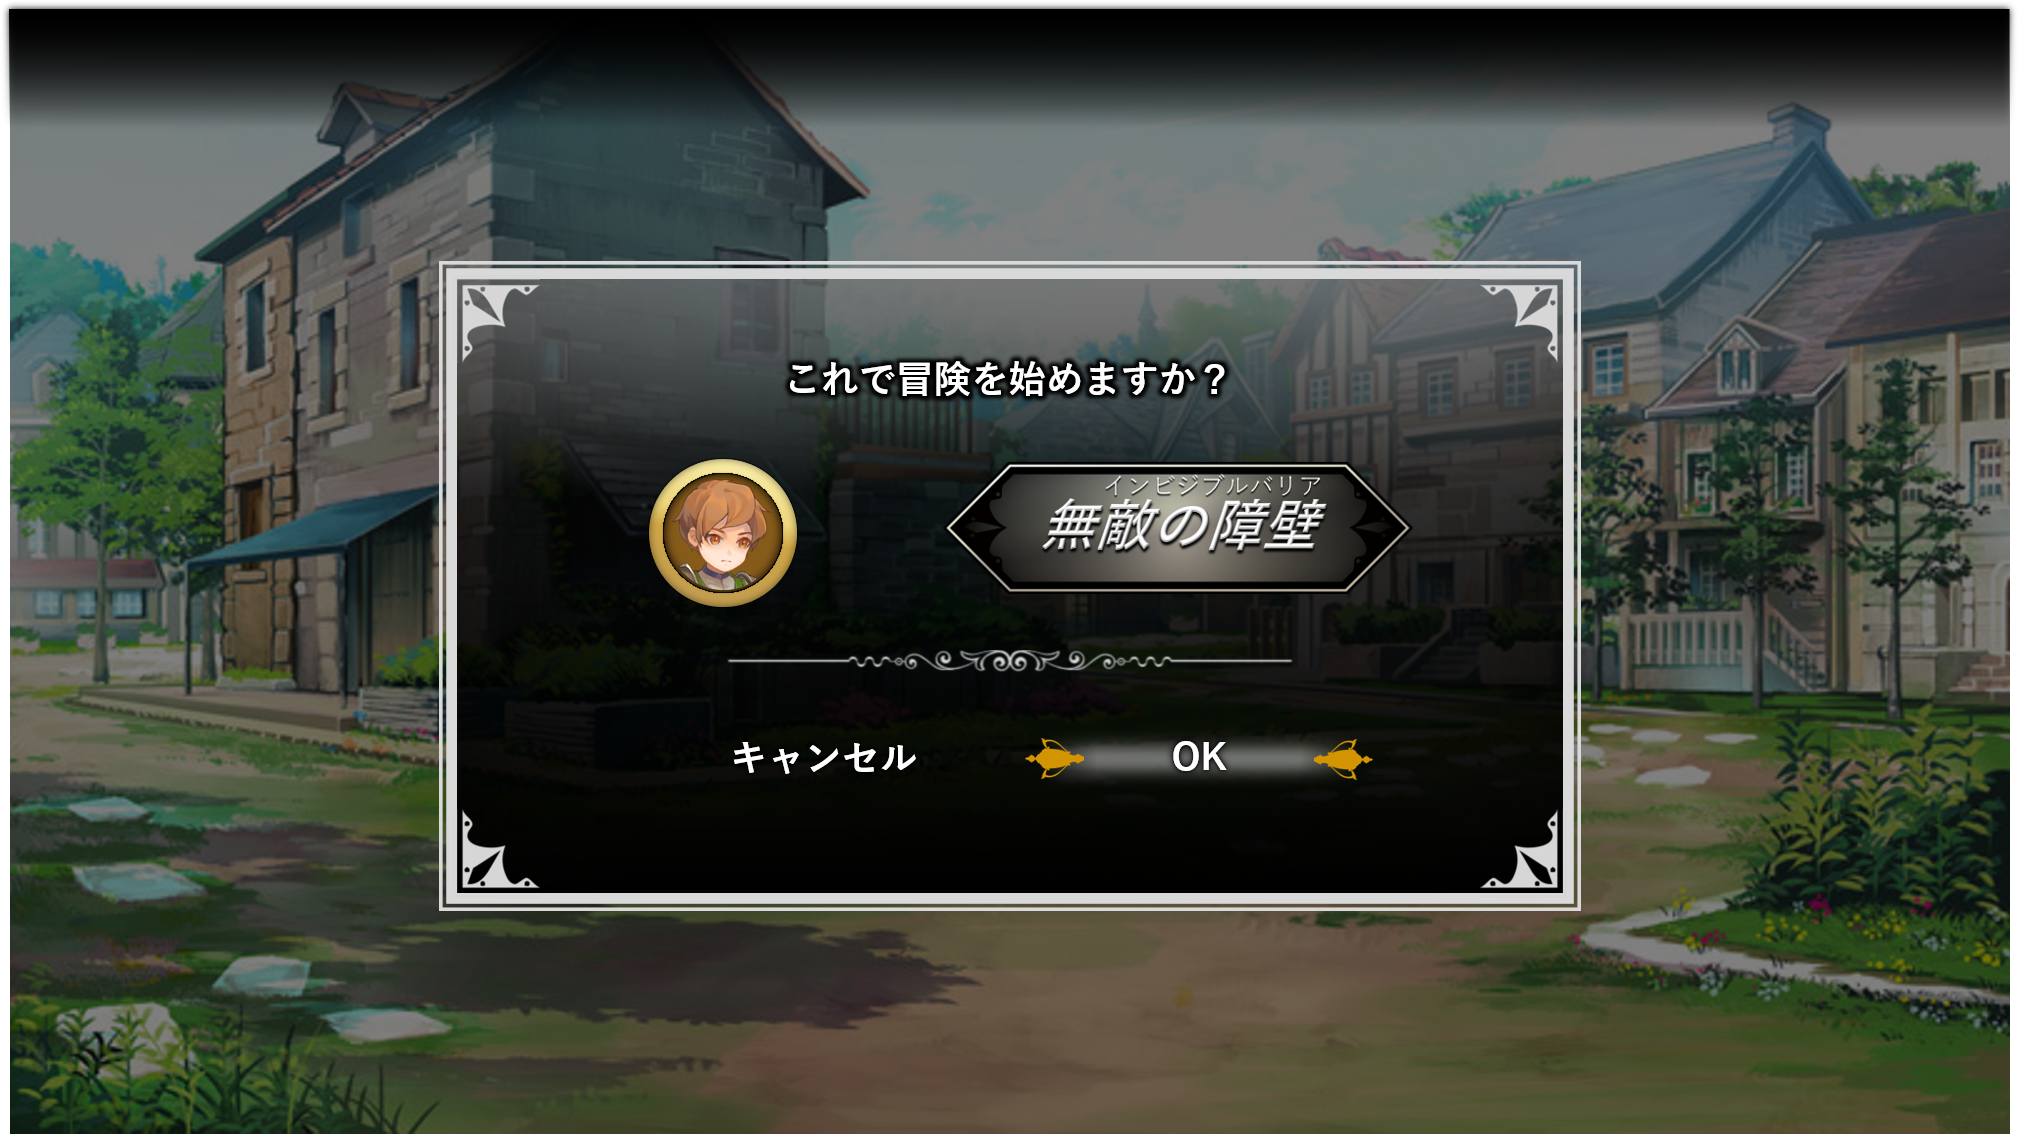 これで冒険を始めますか？
インビジブルバリア
無敵の障壁
キャンセル
OK